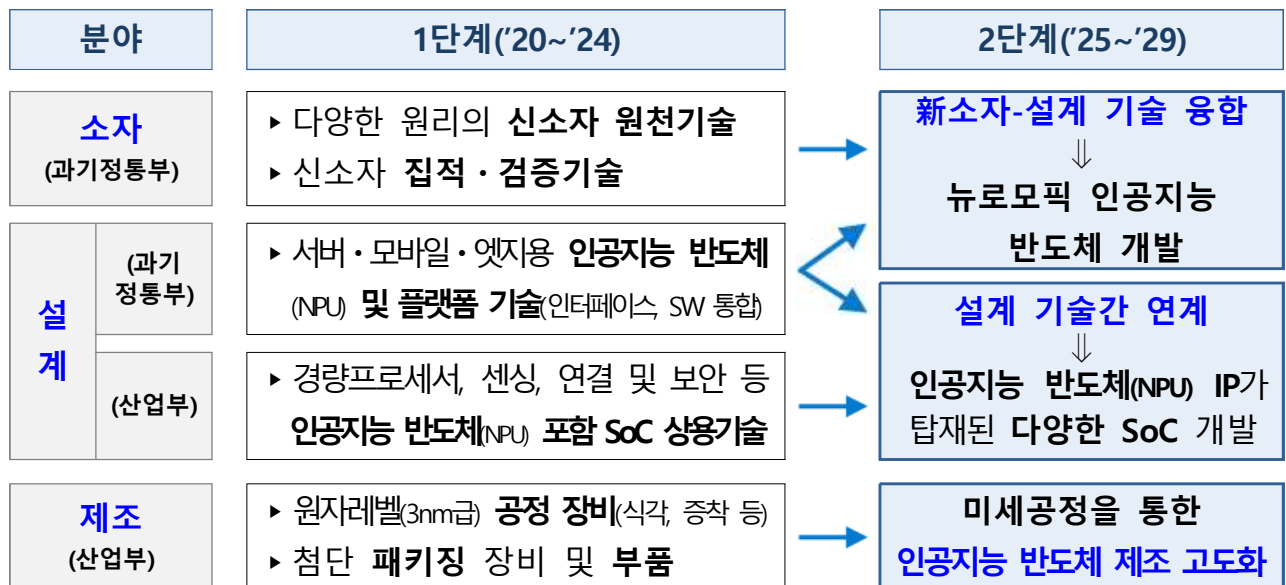 분야
1단계('20~'24)
2단계('25~'29)
소자
(과기정통부)
▸ 다양한 원리의 신소자 원천기술
▸ 신소자 집적・검증기술
新소자-설계 기술 융합
⇓
뉴로모픽 인공지능
반도체 개발
설
계
(과기
정통부)
▸ 서버・모바일・엣지용 인공지능 반도체
(NPU) 및 플랫폼 기술(인터페이스, SW 통합)
(산업부)
▸ 경량프로세서, 센싱, 연결 및 보안 등
인공지능 반도체(NPU) 포함 SoC 상용기술
설계 기술간 연계
⇓
인공지능 반도체(NPU) IP가
탑재된 다양한 SoC 개발
제조
(산업부)
▸ 원자레벨(3nm급) 공정 장비(식각, 증착 등)
▸ 첨단 패키징 장비 및 부품
미세공정을 통한
인공지능 반도체 제조 고도화